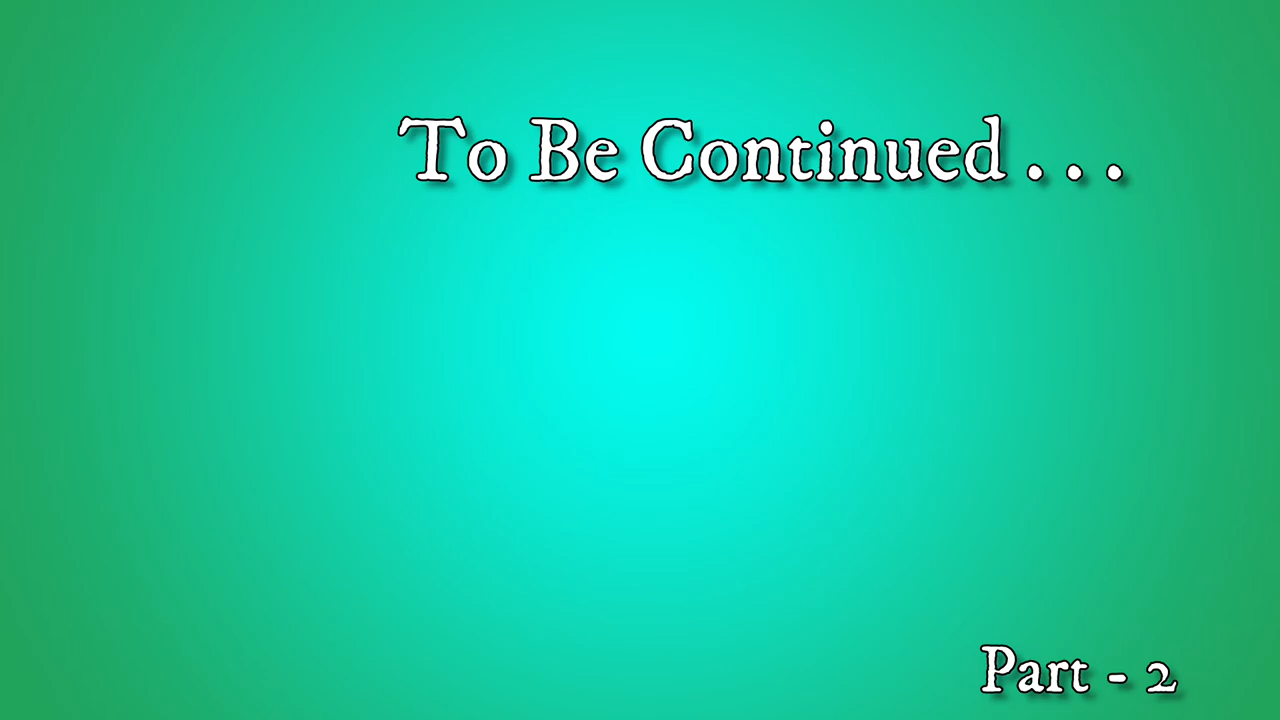 To Be Continued . . .
Part - 2